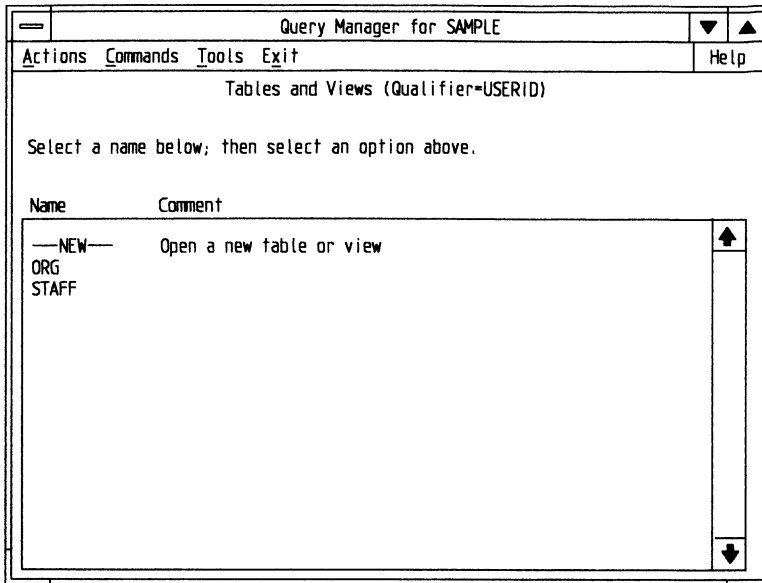 Query Manager for SAMPLE
Actions Commands Tools Exit Help
Tables and Views (Qualifier=USERID)
Select a name below; then select an option above.
Name Comment
——NEW—— Open a new table or view
ORG
STAFF